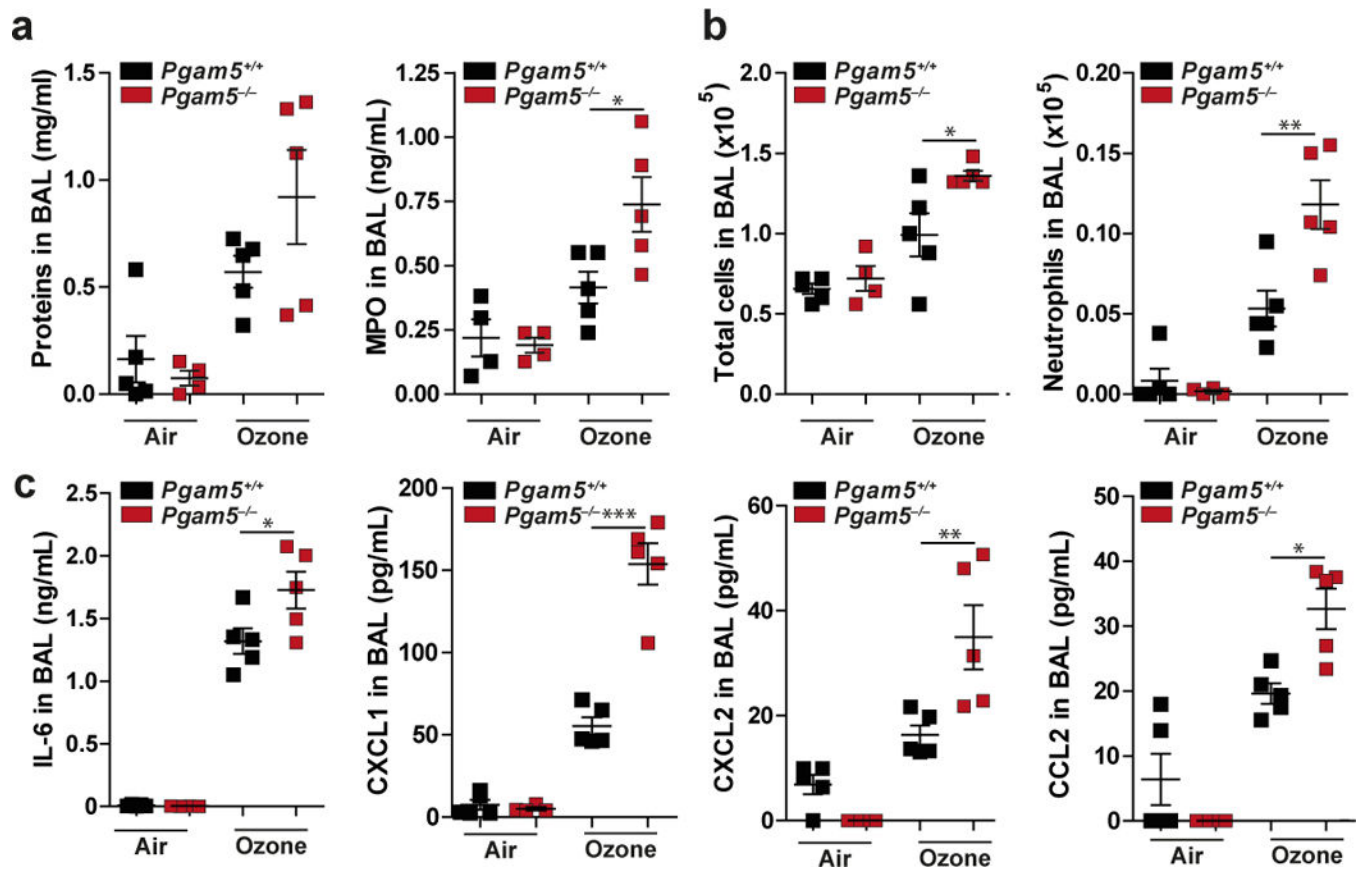 a
Pgam5+/+
Pgam5−/−
Proteins in BAL (mg/ml)
1.5
1.0
0.5
0.0
Air
Ozone
Pgam5+/+
Pgam5−/−
*
MPO in BAL (ng/mL)
1.25
1.00
0.75
0.50
0.25
0.00
Air
Ozone
b
Pgam5+/+
Pgam5−/−
*
Total cells in BAL (x10 5)
2.0
1.5
1.0
0.5
0.0
Air
Ozone
Pgam5+/+
Pgam5−/−
**
Neutrophils in BAL (x10 5)
0.20
0.15
0.10
0.05
0.00
Air
Ozone
c
Pgam5+/+
Pgam5−/−
*
IL-6 in BAL (ng/mL)
2.5
2.0
1.5
1.0
0.5
0
Air
Ozone
Pgam5+/+
Pgam5−/−
***
CXCL1 in BAL (pg/mL)
200
150
100
50
0
Air
Ozone
Pgam5+/+
Pgam5−/−
**
CXCL2 in BAL (pg/mL)
60
40
20
0
Air
Ozone
Pgam5+/+
Pgam5−/−
*
CCL2 in BAL (pg/mL)
50
40
30
20
10
0
Air
Ozone